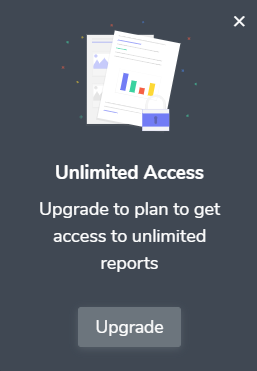 Unlimited Access
Upgrade to plan to get
access to unlimited
reports
Upgrade